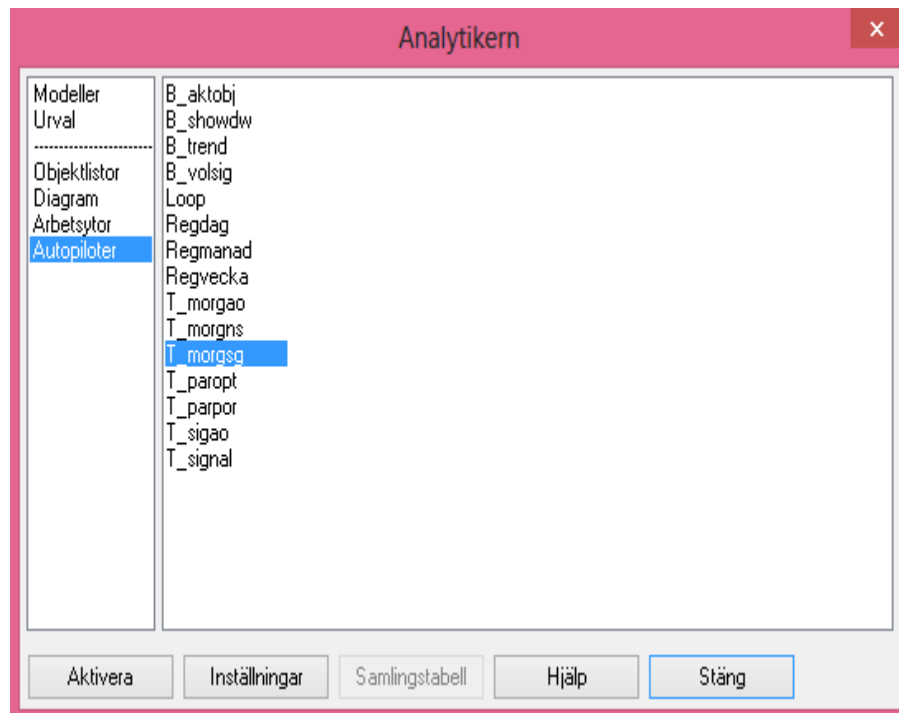 Analytikern
x
Modeller
Urval
Objektlistor
Diagram
Arbetsytor
Autopiloter
B_aktobj
B_showdw
B_trend
B_volsig
Loop
Regdag
Regmanad
Regvecka
T_morgao
T_morgns
T_morgsg
T_paropt
T_parpor
T_sigao
T_signal
Aktivera
Inställningar
Samlingstabell
Hjälp
Stäng